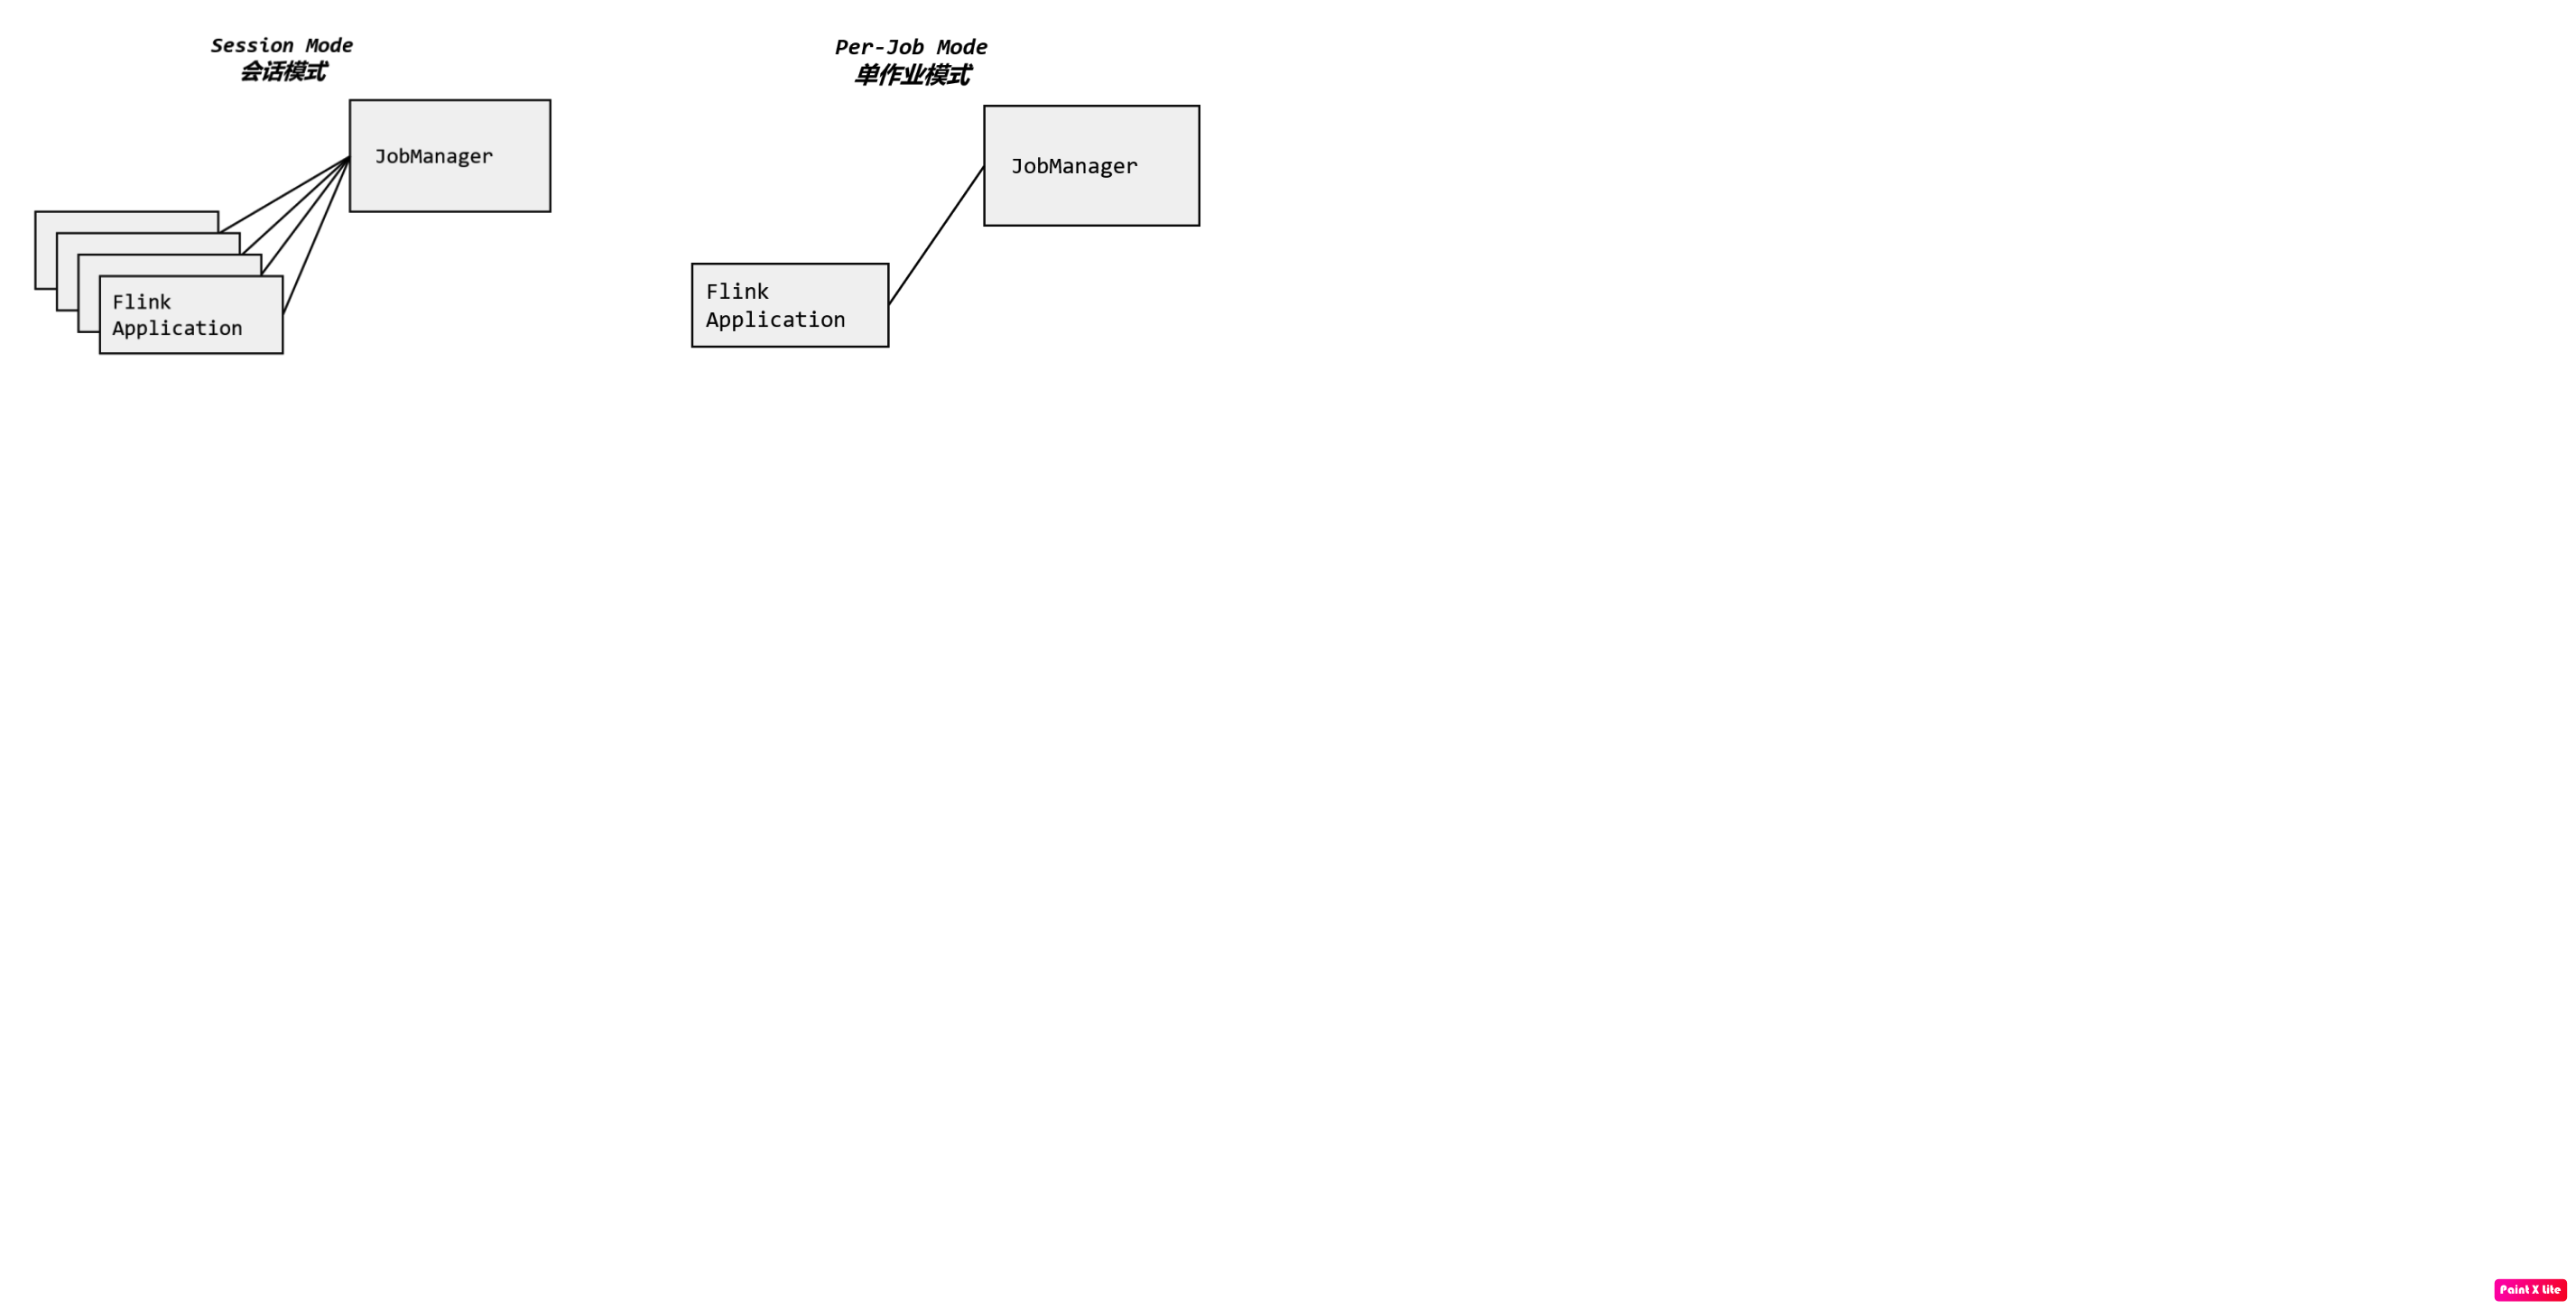 Session Mode
会话模式
JobManager
Flink
Application
Per-Job Mode
单作业模式
JobManager
Flink
Application
Paint X Lite